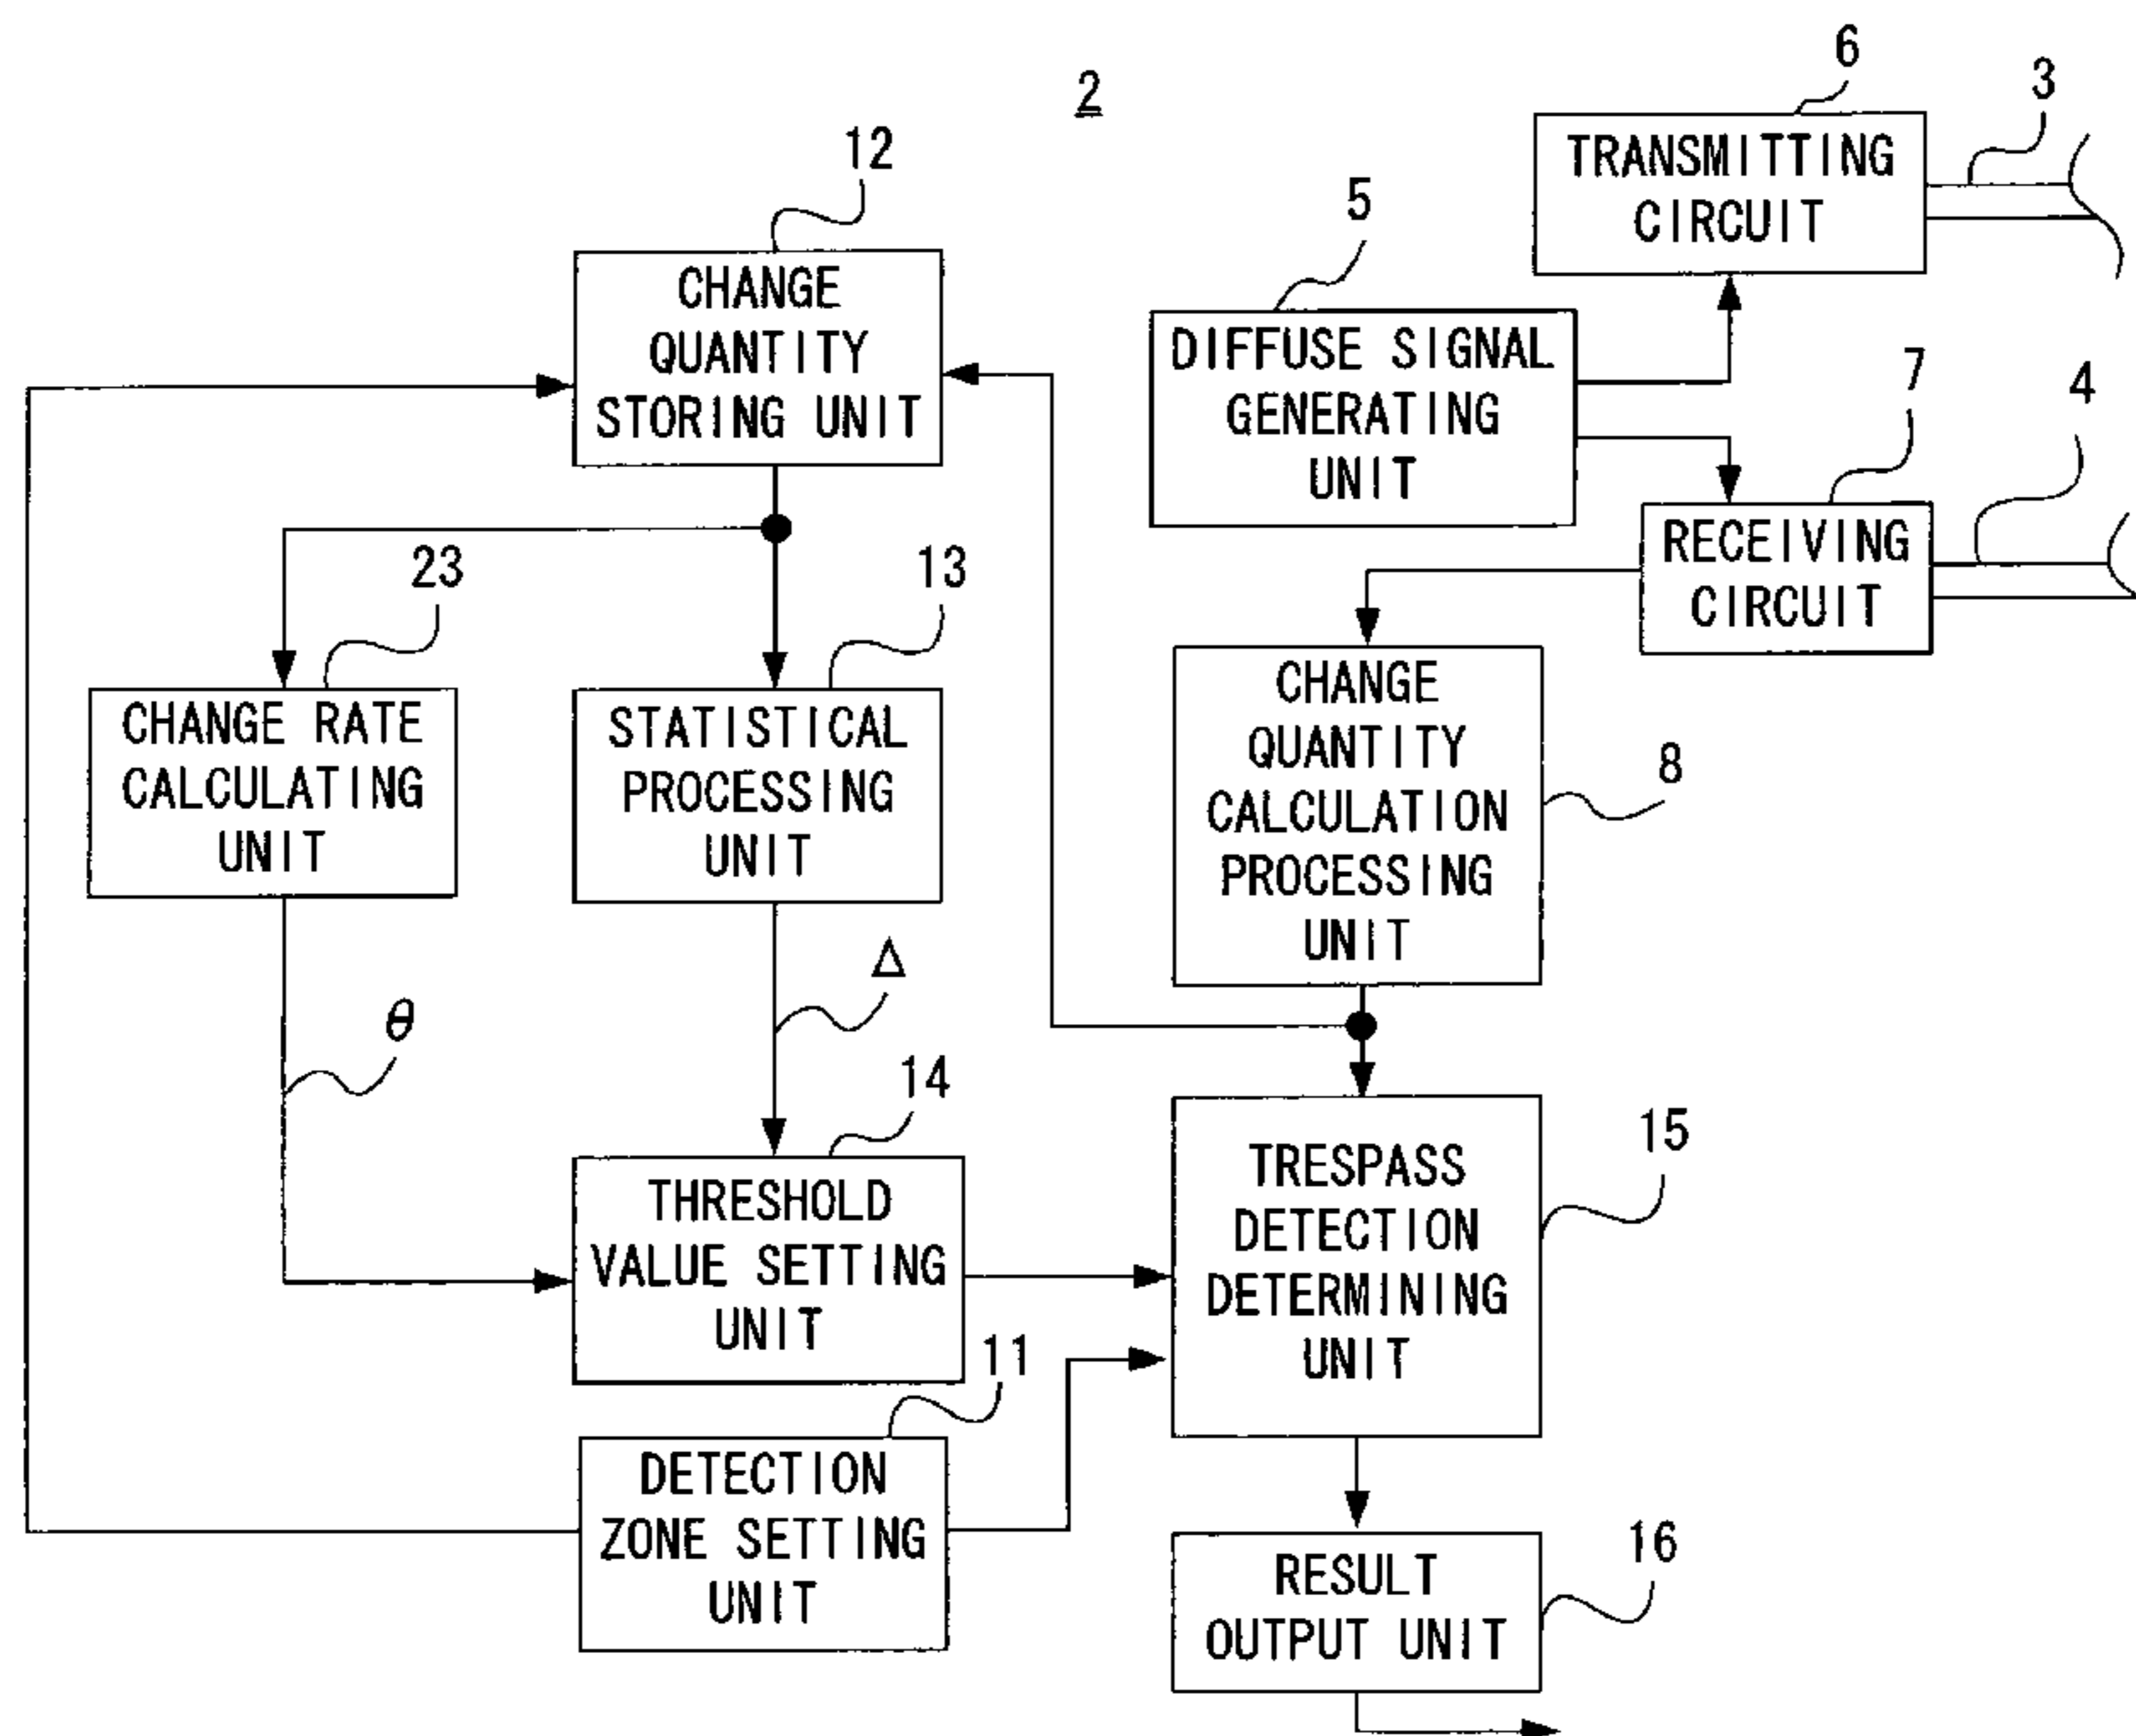 2
6
3
TRANSMITTING
CIRCUIT
12
5
CHANGE
QUANTITY
STORING UNIT
DIFFUSE SIGNAL
GENERATING
UNIT
7
4
RECEIVING
CIRCUIT
23
13
CHANGE RATE
CALCULATING
UNIT
STATISTICAL
PROCESSING
UNIT
CHANGE
QUANTITY
CALCULATION
PROCESSING
UNIT
8
θ
Δ
14
THRESHOLD
VALUE SETTING
UNIT
TRESPASS
DETECTION
DETERMINING
UNIT
15
11
DETECTION
ZONE SETTING
UNIT
RESULT
OUTPUT UNIT
16